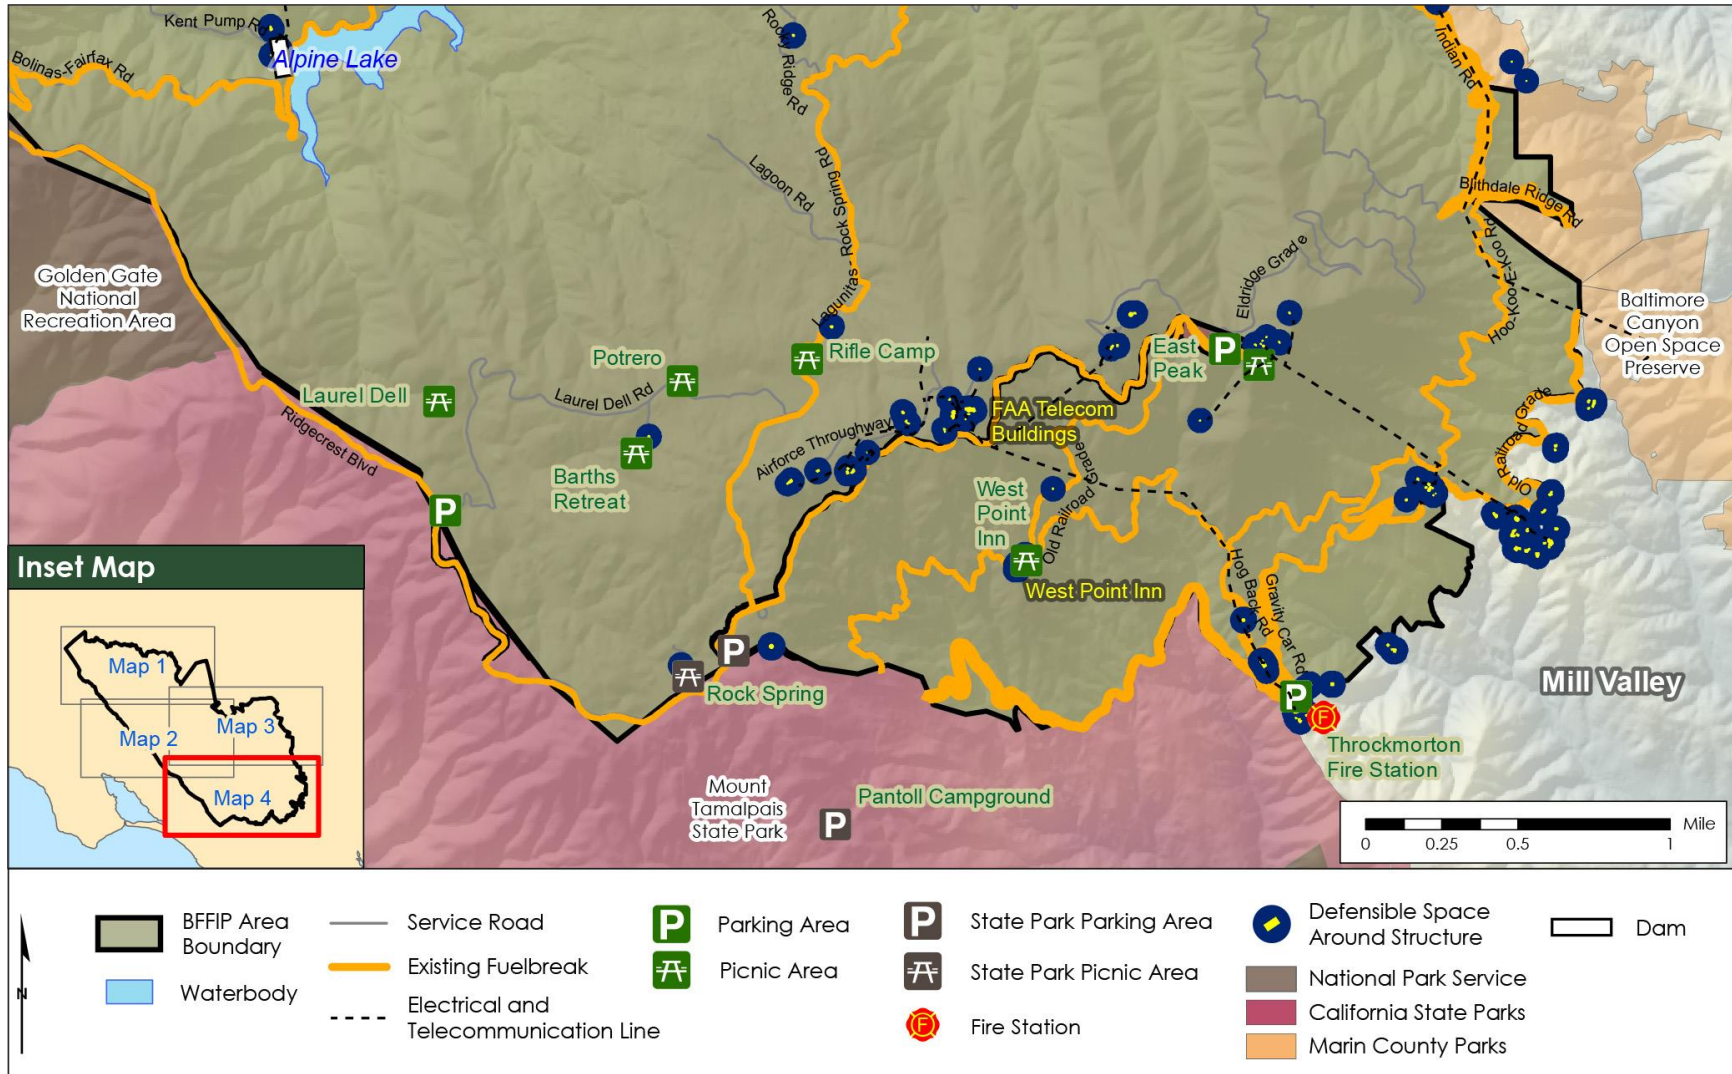 Kent Pump Rd
Bolinas-Fairfax Rd
Alpine Lake
Rocky Ridge Rd
Indian Rd
Lagoon Rd
Lagunitas - Rock Spring Rd
Blithdale Ridge Rd
Hoo-Koo-E-Koo Rd
Eldridge Grade
Golden Gate
National
Recreation Area
Baltimore
Canyon
Open Space
Preserve
Potrero
Rifle Camp
East
Peak
P
Laurel Dell
Laurel Dell Rd
Ridgecrest Blvd
Airforce Throughway
FAA Telecom
Buildings
Old Railroad Grade
Barths
Retreat
West
Point
Inn
Old Railroad Grade
P
West Point Inn
Hog Back Rd
Gravity Car Ro
P
Rock Spring
P
F
Mill Valley
Throckmorton
Fire Station
Mount
Tamalpais
State Park
P
Pantoll Campground
Inset Map
Map 1
Map 2
Map 3
Map 4
Mile
0
0.25
0.5
1
N
BFFIP Area
Boundary
Waterbody
Service Road
Existing Fuelbreak
Electrical and
Telecommunication Line
P
Parking Area
Picnic Area
P
State Park Parking Area
State Park Picnic Area
F
Fire Station
Defensible Space
Around Structure
National Park Service
California State Parks
Marin County Parks
Dam